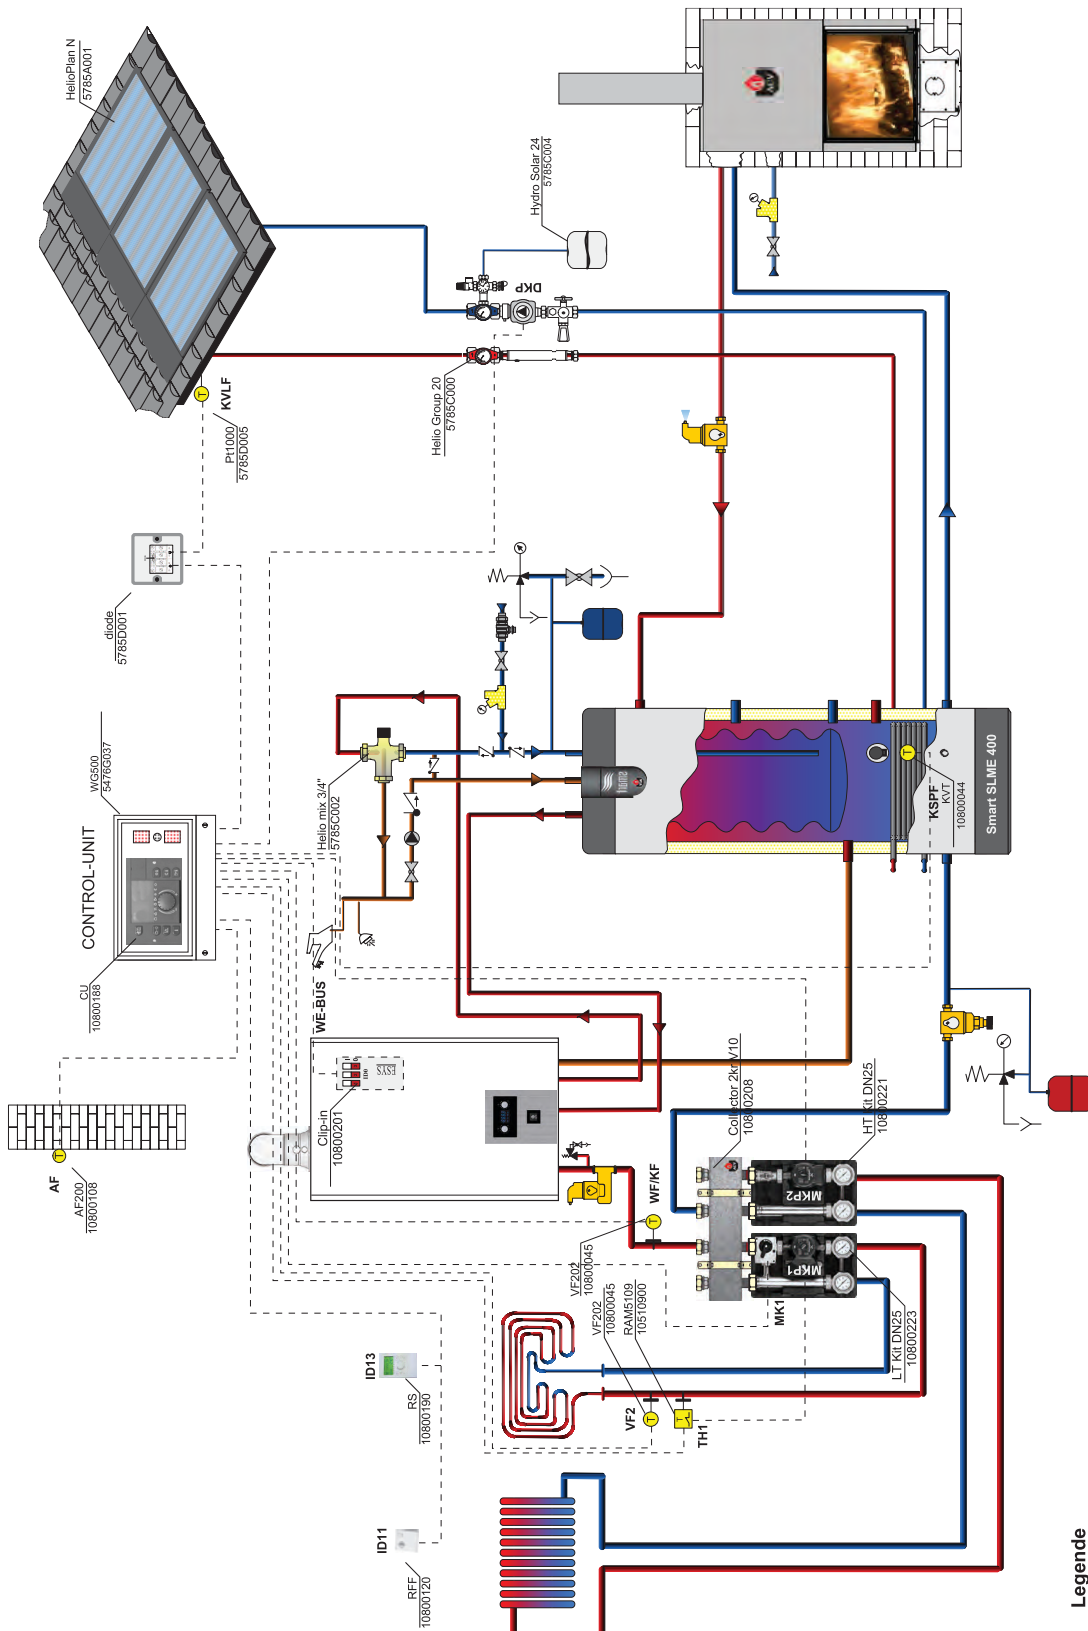 HelioPlan N
5785A001
Hydro Solar 24
5785C004
DKP
KVLF
Pt1000
5785D005
Helio Group 20
5785C000
diode
5785D001
WG500
5476G037
CONTROL-UNIT
CU
10800188
Helio mix 3/4"
5785C002
WE-BUS
Clip-in
10800201
AF
AF200
10800108
KSPF
KVT
10800044
Smart SLME 400
Collector 2kr V10
10800208
HT Kit DN25
10800221
MKP2
MKP1
WF/KF
VF202
10800045
VF202
10800045
RAM5109
10510900
MK1
LT Kit DN25
10800223
ID13
RS
10800190
VF2
TH1
ID11
RFF
10800120
Legende